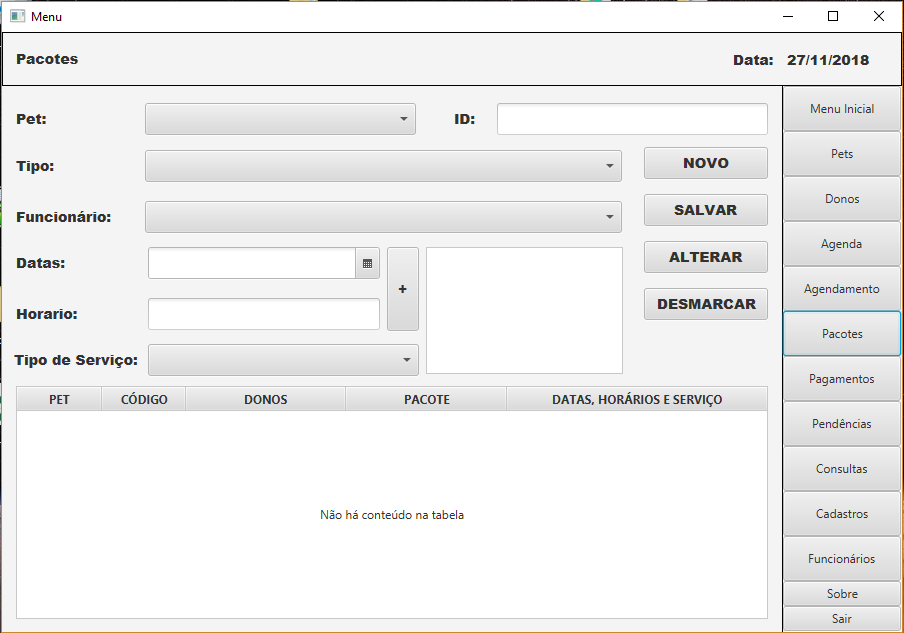 Menu
Pacotes
Data: 27/11/2018
Pet:
ID:
Tipo:
NOVO
Funcionário:
SALVAR
Datas:
+
ALTERAR
Horario:
DESMARCAR
Tipo de Serviço:
PET CÓDIGO DONOS PACOTE DATAS, HORÁRIOS E SERVIÇO
Não há conteúdo na tabela
Menu Inicial
Pets
Donos
Agenda
Agendamento
Pacotes
Pagamentos
Pendências
Consultas
Cadastros
Funcionários
Sobre
Sair